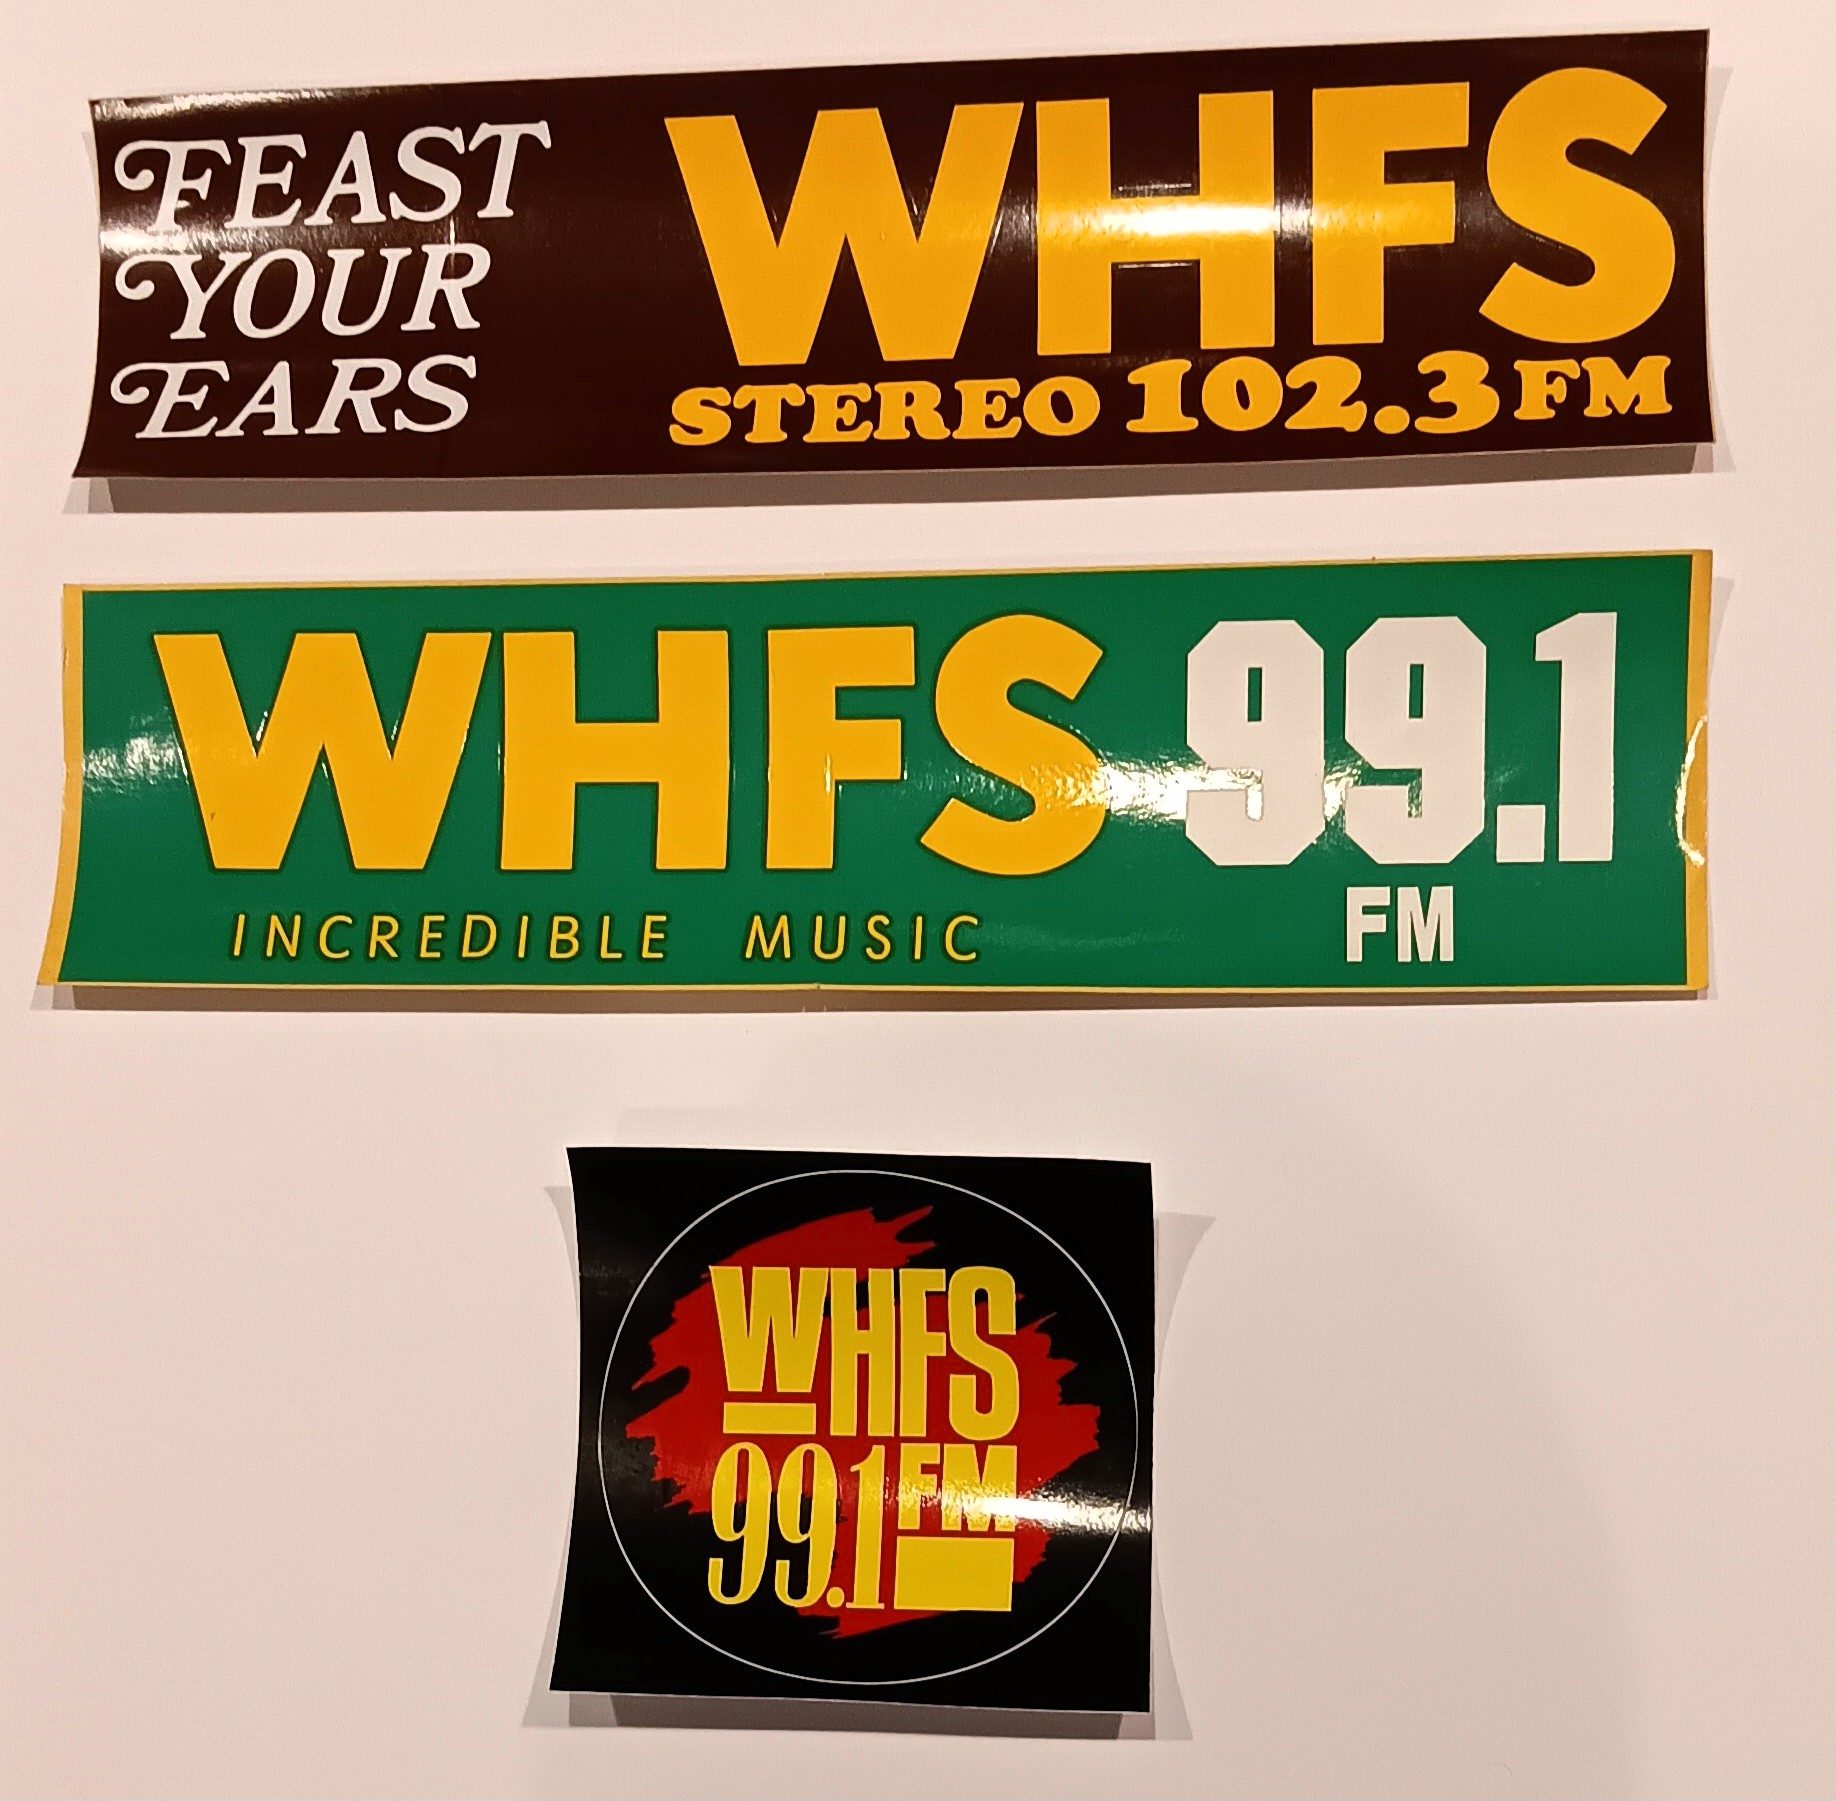 FEAST
YOUR
EARS
WHFS
STEREO 102.3 FM
WHFS 99.1
INCREDIBLE MUSIC
FM
WHFS
99.1 FM